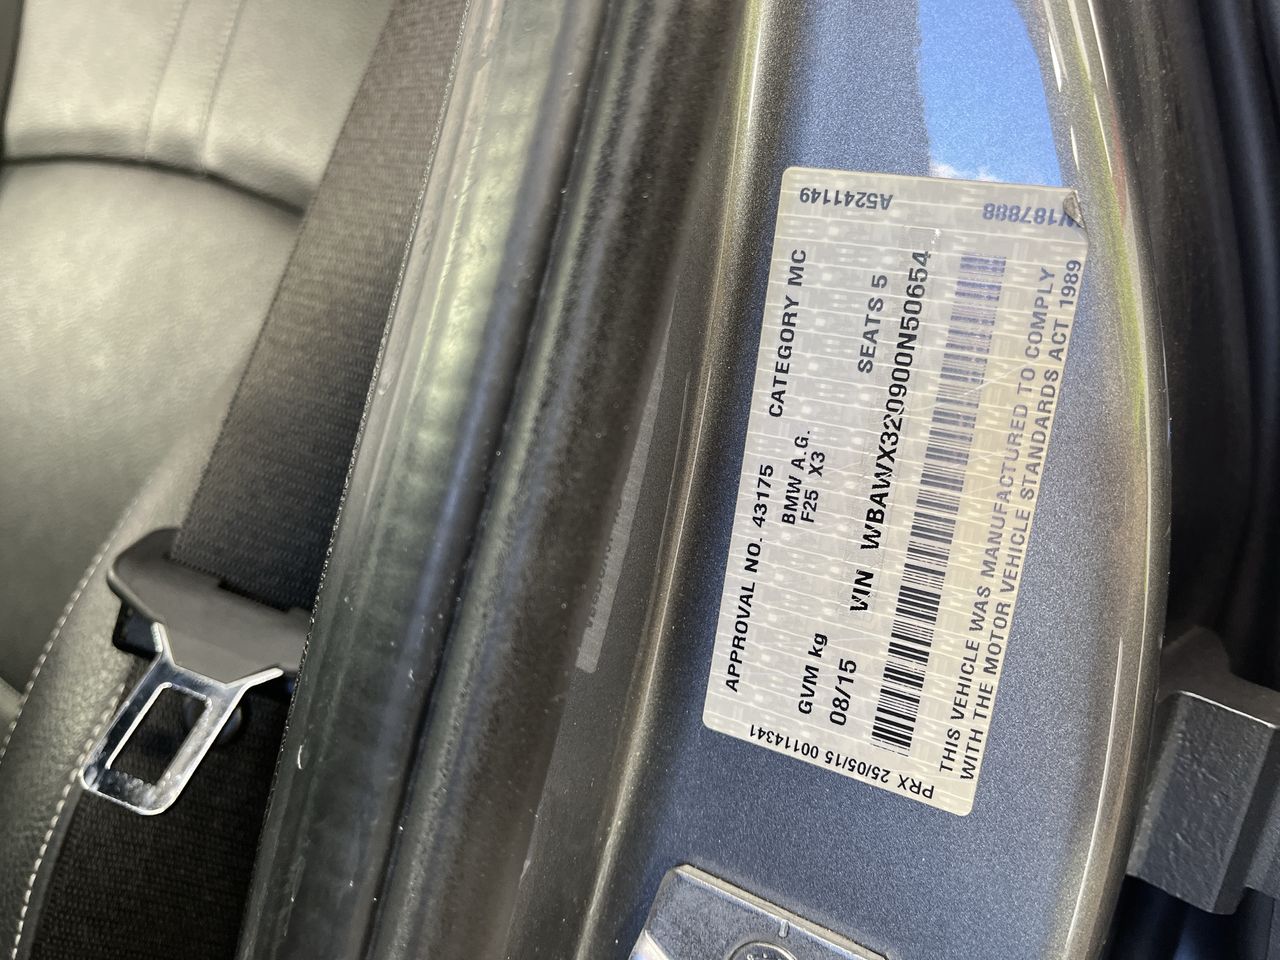 APPROVAL NO. 43175 CATEGORY MC
BMW A.G.
F25 X3
GVM kg
08/15 SEATS 5
VIN WBAWX320900N50654
THIS VEHICLE WAS MANUFACTURED TO COMPLY
WITH THE MOTOR VEHICLE STANDARDS ACT 1989
PRX 25/05/15 00114341
A5241149
W187888